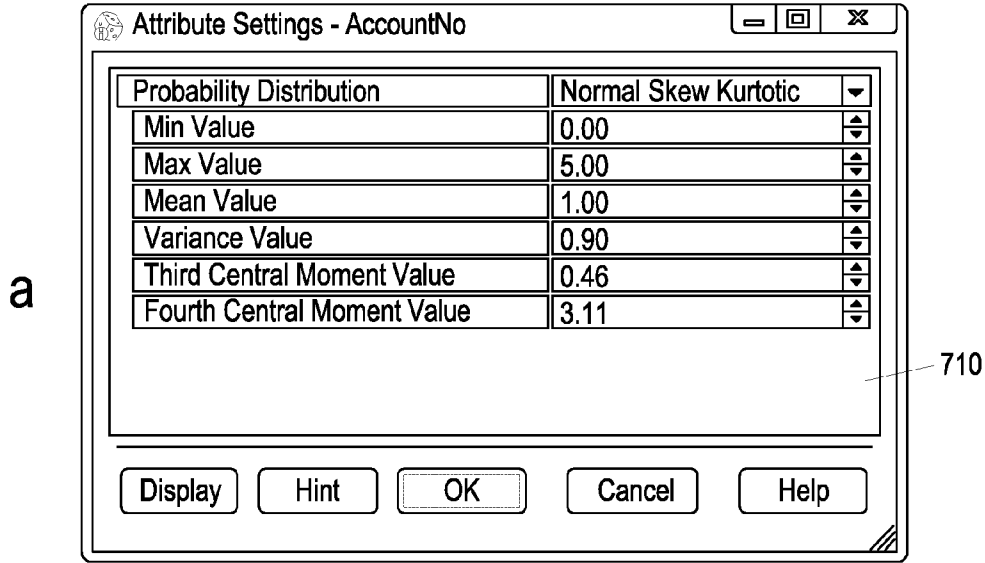 Attribute Settings - AccountNo
Probability Distribution Normal Skew Kurtotic
Min Value 0.00
Max Value 5.00
Mean Value 1.00
Variance Value 0.90
a
Third Central Moment Value 0.46
Fourth Central Moment Value 3.11
710
Display Hint OK Cancel Help